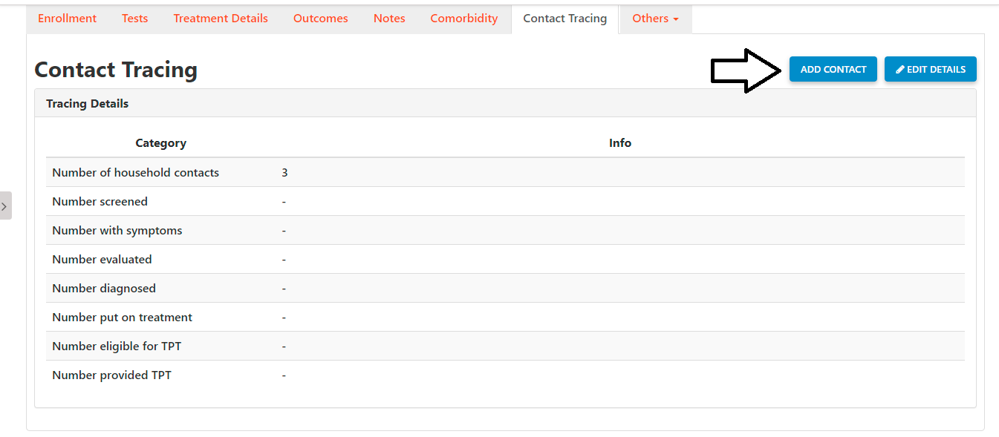 Enrollment Tests Treatment Details Outcomes Notes Comorbidity Contact Tracing Others
Contact Tracing ADD CONTACT EDIT DETAILS
Tracing Details
Category Info
Number of household contacts 3
Number screened -
Number with symptoms -
Number evaluated -
Number diagnosed -
Number put on treatment -
Number eligible for TPT -
Number provided TPT -